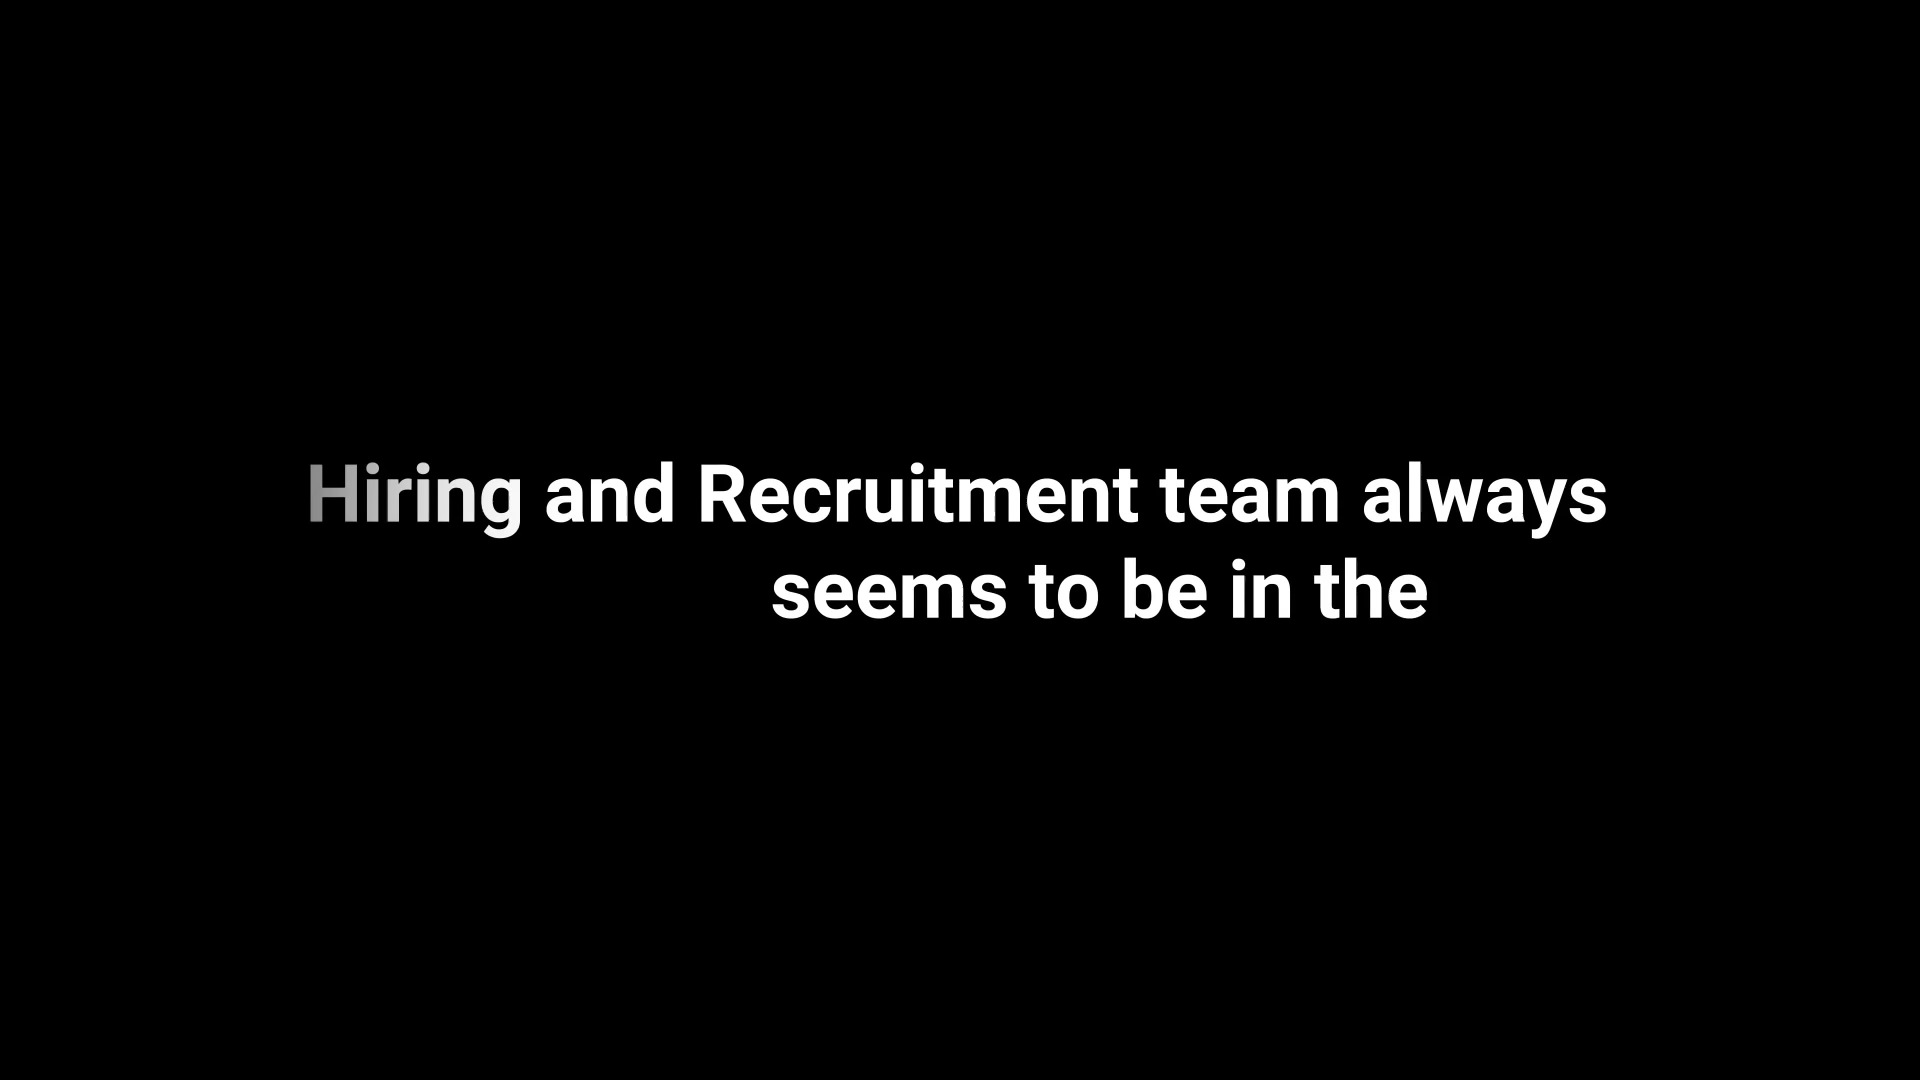 Hiring and Recruitment team always
seems to be in the